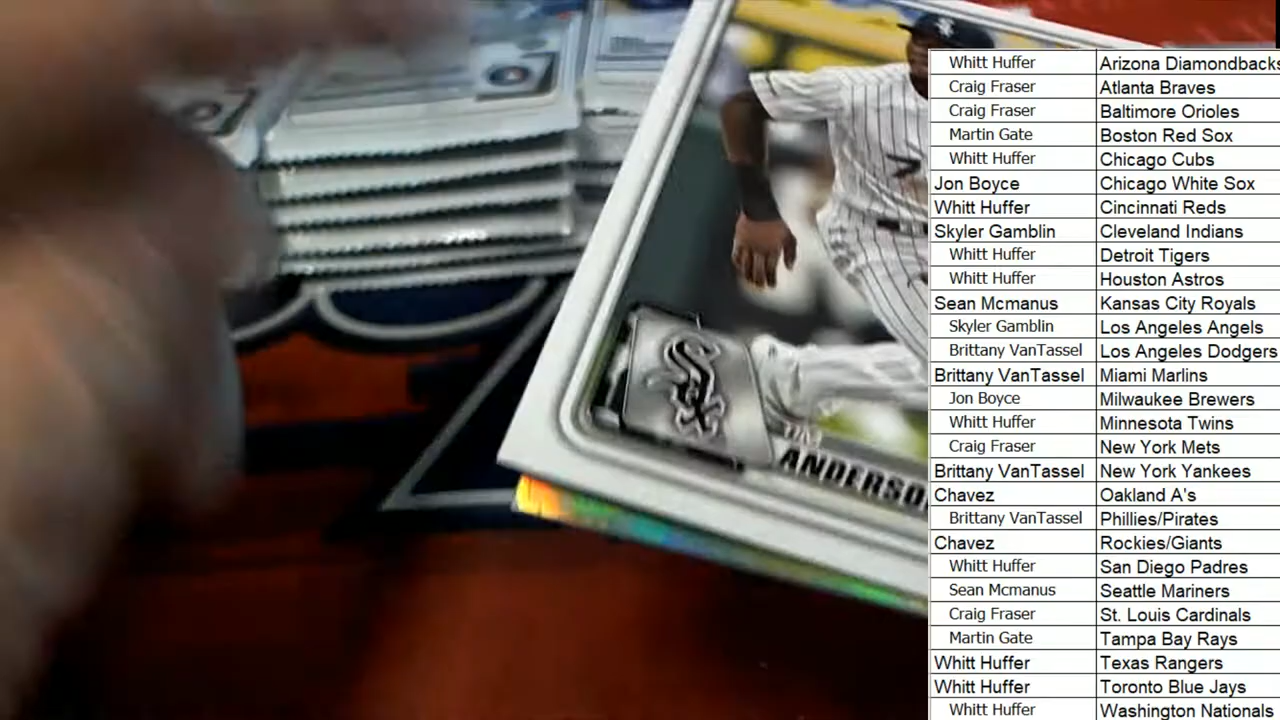 Whitt Huffer Arizona Diamondbacks
Craig Fraser Atlanta Braves
Craig Fraser Baltimore Orioles
Martin Gate Boston Red Sox
Whitt Huffer Chicago Cubs
Jon Boyce Chicago White Sox
Whitt Huffer Cincinnati Reds
Skyler Gamblin Cleveland Indians
Whitt Huffer Detroit Tigers
Whitt Huffer Houston Astros
Sean Mcmanus Kansas City Royals
Skyler Gamblin Los Angeles Angels
Brittany VanTassel Los Angeles Dodgers
Brittany VanTassel Miami Marlins
Jon Boyce Milwaukee Brewers
Whitt Huffer Minnesota Twins
Craig Fraser New York Mets
Brittany VanTassel New York Yankees
Chavez Oakland A's
Brittany VanTassel Phillies/Pirates
Chavez Rockies/Giants
Whitt Huffer San Diego Padres
Sean Mcmanus Seattle Mariners
Craig Fraser St. Louis Cardinals
Martin Gate Tampa Bay Rays
Whitt Huffer Texas Rangers
Whitt Huffer Toronto Blue Jays
Whitt Huffer Washington Nationals
Sox
TIM
ANDERSO